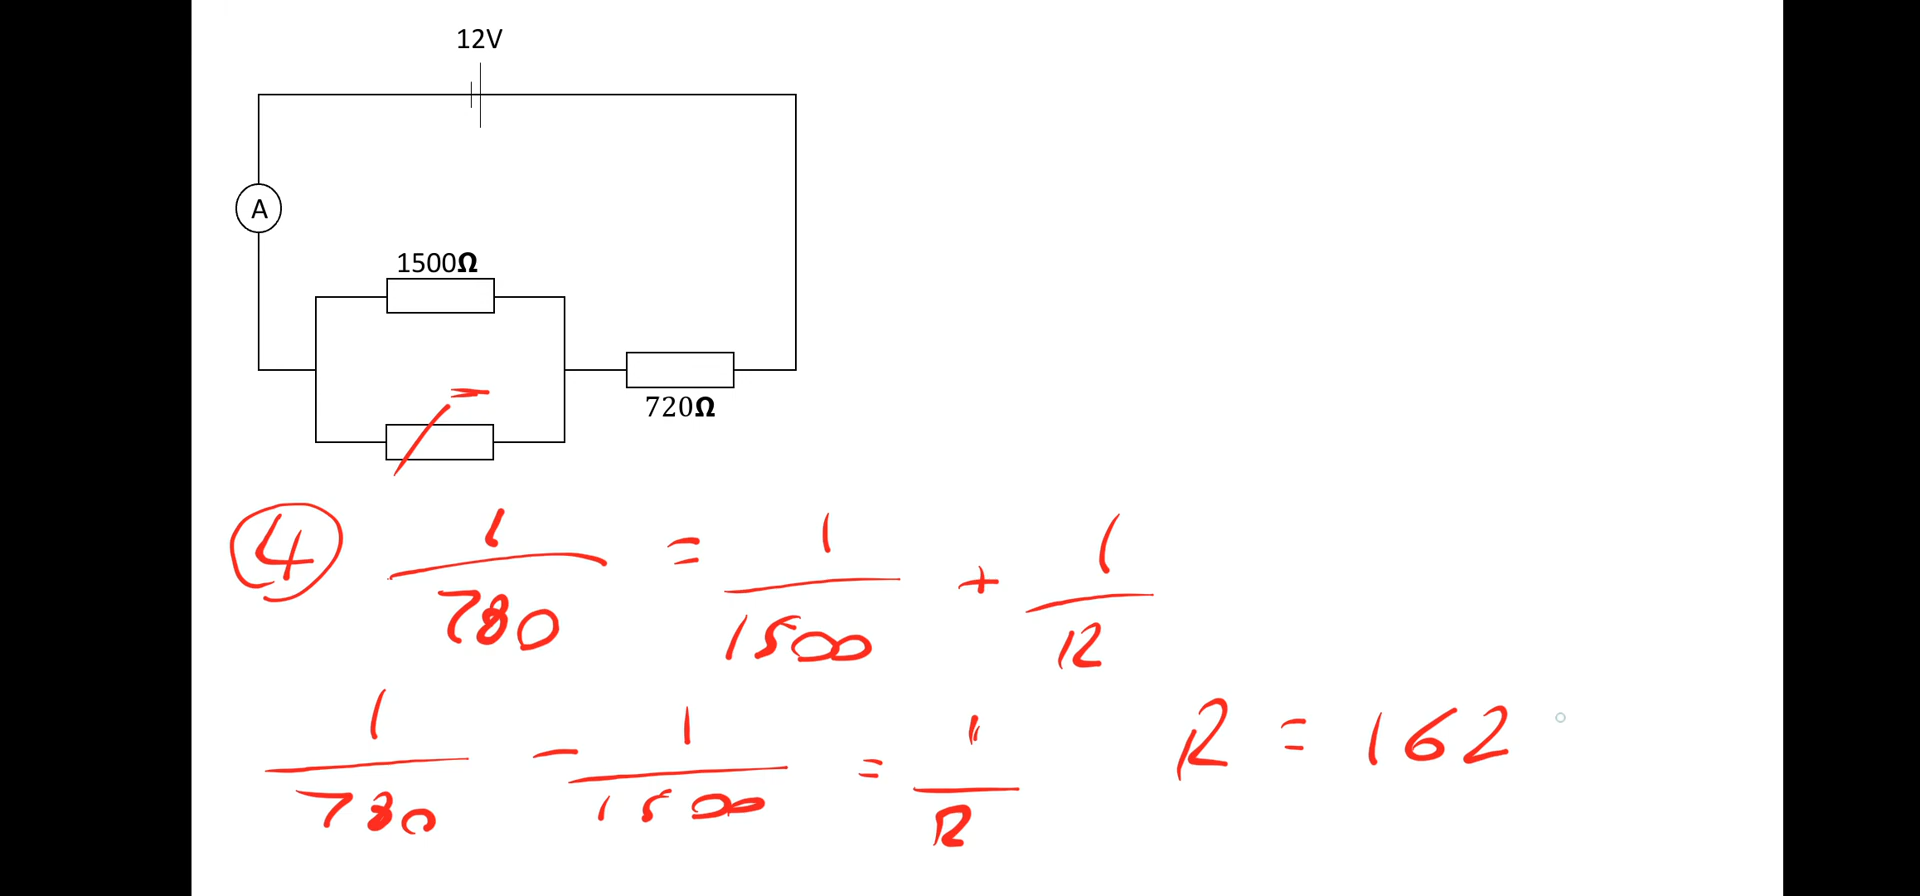 12V
A
1500Ω
720Ω
④ 1/780 = 1/1500 + 1/R
1/780 - 1/1500 = 1/R
R = 162